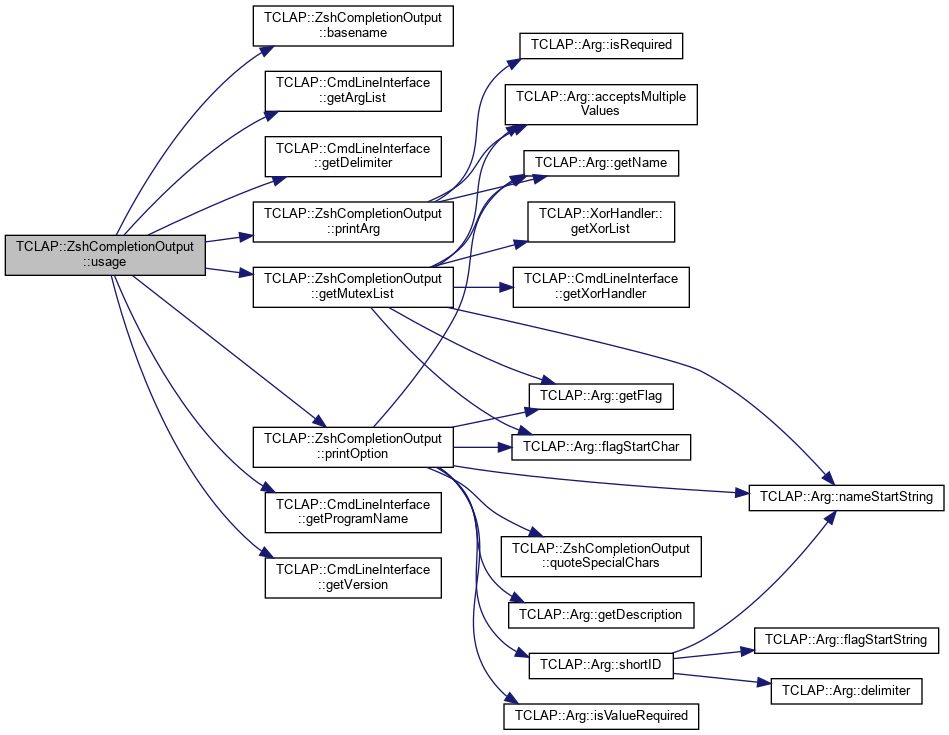 TCLAP::ZshCompletionOutput
::usage
TCLAP::ZshCompletionOutput
::basename
TCLAP::CmdLineInterface
::getArgList
TCLAP::CmdLineInterface
::getDelimiter
TCLAP::ZshCompletionOutput
::printArg
TCLAP::ZshCompletionOutput
::getMutexList
TCLAP::ZshCompletionOutput
::printOption
TCLAP::CmdLineInterface
::getProgramName
TCLAP::CmdLineInterface
::getVersion
TCLAP::Arg::isRequired
TCLAP::Arg::acceptsMultiple
Values
TCLAP::Arg::getName
TCLAP::XorHandler::
getXorList
TCLAP::CmdLineInterface
::getXorHandler
TCLAP::Arg::getFlag
TCLAP::Arg::flagStartChar
TCLAP::ZshCompletionOutput
::quoteSpecialChars
TCLAP::Arg::getDescription
TCLAP::Arg::shortID
TCLAP::Arg::isValueRequired
TCLAP::Arg::nameStartString
TCLAP::Arg::flagStartString
TCLAP::Arg::delimiter